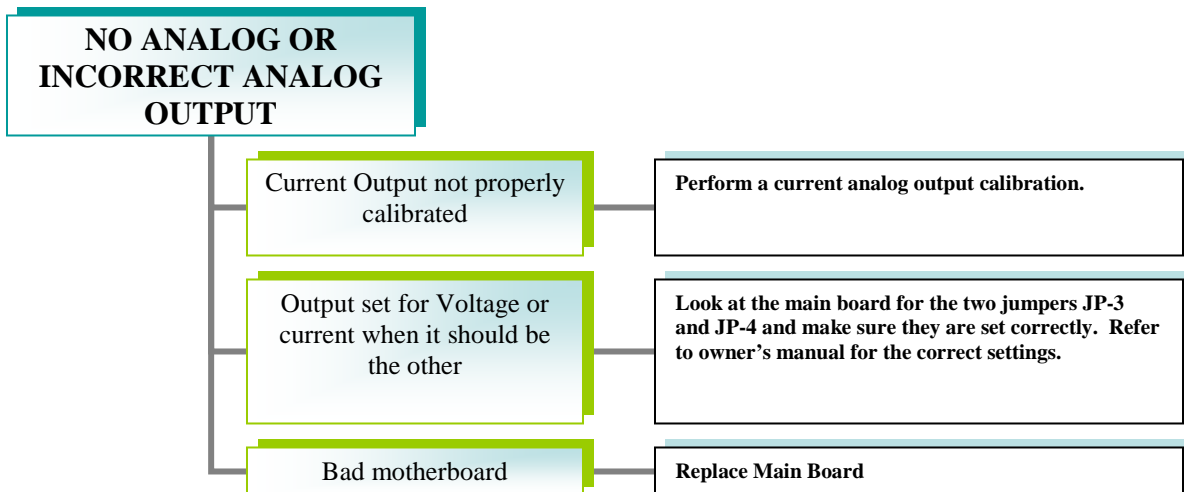 NO ANALOG OR
INCORRECT ANALOG
OUTPUT
Current Output not properly
calibrated
Perform a current analog output calibration.
Output set for Voltage or
current when it should be
the other
Look at the main board for the two jumpers JP-3
and JP-4 and make sure they are set correctly.  Refer
to owner’s manual for the correct settings.
Bad motherboard
Replace Main Board